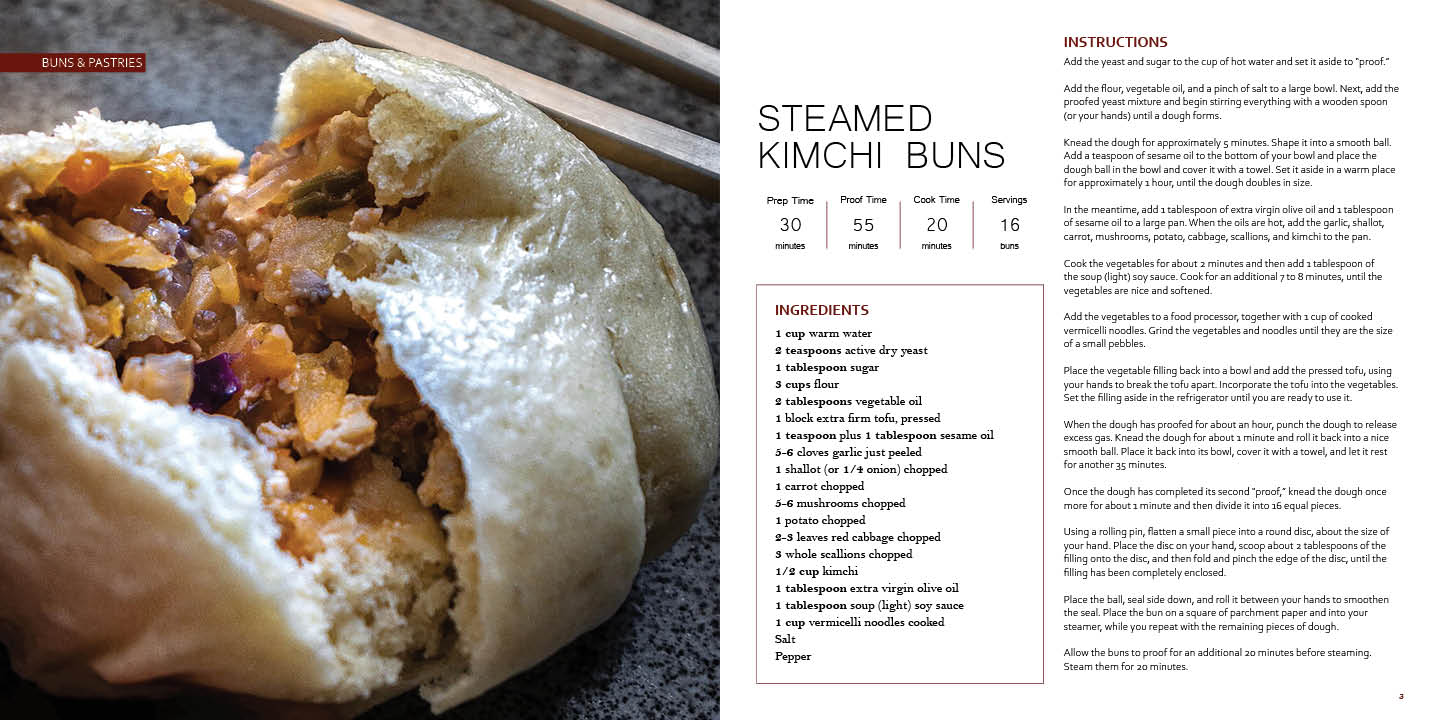 BUNS & PASTRIES
STEAMED
KIMCHI BUNS
Prep Time
30
minutes
Proof Time
55
minutes
Cook Time
20
minutes
Servings
16
buns
INGREDIENTS
1 cup warm water
2 teaspoons active dry yeast
1 tablespoon sugar
3 cups flour
2 tablespoons vegetable oil
1 block extra firm tofu, pressed
1 teaspoon plus 1 tablespoon sesame oil
5-6 cloves garlic just peeled
1 shallot (or 1/4 onion) chopped
1 carrot chopped
5-6 mushrooms chopped
1 potato chopped
2-3 leaves red cabbage chopped
3 whole scallions chopped
1/2 cup kimchi
1 tablespoon extra virgin olive oil
1 tablespoon soup (light) soy sauce
1 cup vermicelli noodles cooked
Salt
Pepper
INSTRUCTIONS
Add the yeast and sugar to the cup of hot water and set it aside to "proof."
Add the flour, vegetable oil, and a pinch of salt to a large bowl. Next, add the
proofed yeast mixture and begin stirring everything with a wooden spoon
(or your hands) until a dough forms.
Knead the dough for approximately 5 minutes. Shape it into a smooth ball.
Add a teaspoon of sesame oil to the bottom of your bowl and place the
dough ball in the bowl and cover it with a towel. Set it aside in a warm place
for approximately 1 hour, until the dough doubles in size.
In the meantime, add 1 tablespoon of extra virgin olive oil and 1 tablespoon
of sesame oil to a large pan. When the oils are hot, add the garlic, shallot,
carrot, mushrooms, potato, cabbage, scallions, and kimchi to the pan.
Cook the vegetables for about 2 minutes and then add 1 tablespoon of
the soup (light) soy sauce. Cook for an additional 7 to 8 minutes, until the
vegetables are nice and softened.
Add the vegetables to a food processor, together with 1 cup of cooked
vermicelli noodles. Grind the vegetables and noodles until they are the size
of a small pebbles.
Place the vegetable filling back into a bowl and add the pressed tofu, using
your hands to break the tofu apart. Incorporate the tofu into the vegetables.
Set the filling aside in the refrigerator until you are ready to use it.
When the dough has proofed for about an hour, punch the dough to release
excess gas. Knead the dough for about 1 minute and roll it back into a nice
smooth ball. Place it back into its bowl, cover it with a towel, and let it rest
for another 35 minutes.
Once the dough has completed its second "proof," knead the dough once
more for about 1 minute and then divide it into 16 equal pieces.
Using a rolling pin, flatten a small piece into a round disc, about the size of
your hand. Place the disc on your hand, scoop about 2 tablespoons of the
filling onto the disc, and then fold and pinch the edge of the disc, until the
filling has been completely enclosed.
Place the ball, seal side down, and roll it between your hands to smoothen
the seal. Place the bun on a square of parchment paper and into your
steamer, while you repeat with the remaining pieces of dough.
Allow the buns to proof for an additional 20 minutes before steaming.
Steam them for 20 minutes.
3